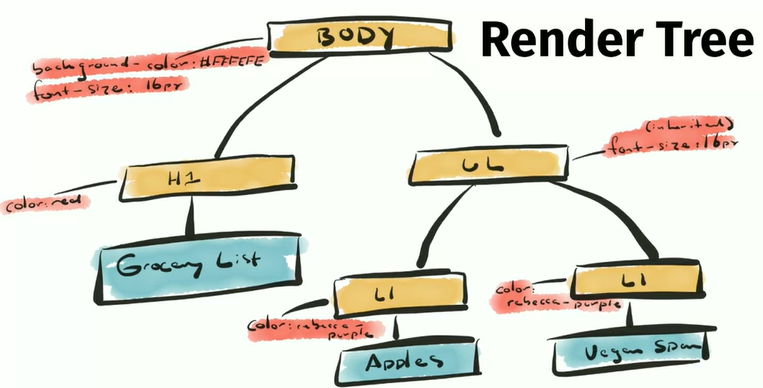 BODY
Render Tree
background-color: #FFFEFE
font-size: 16px
H1
color: red
Grocery List
UL
(inherited)
font-size: 16px
LI
color: rebecca-
purple
Apples
LI
color:
rebecca-purple
Vegan Spam